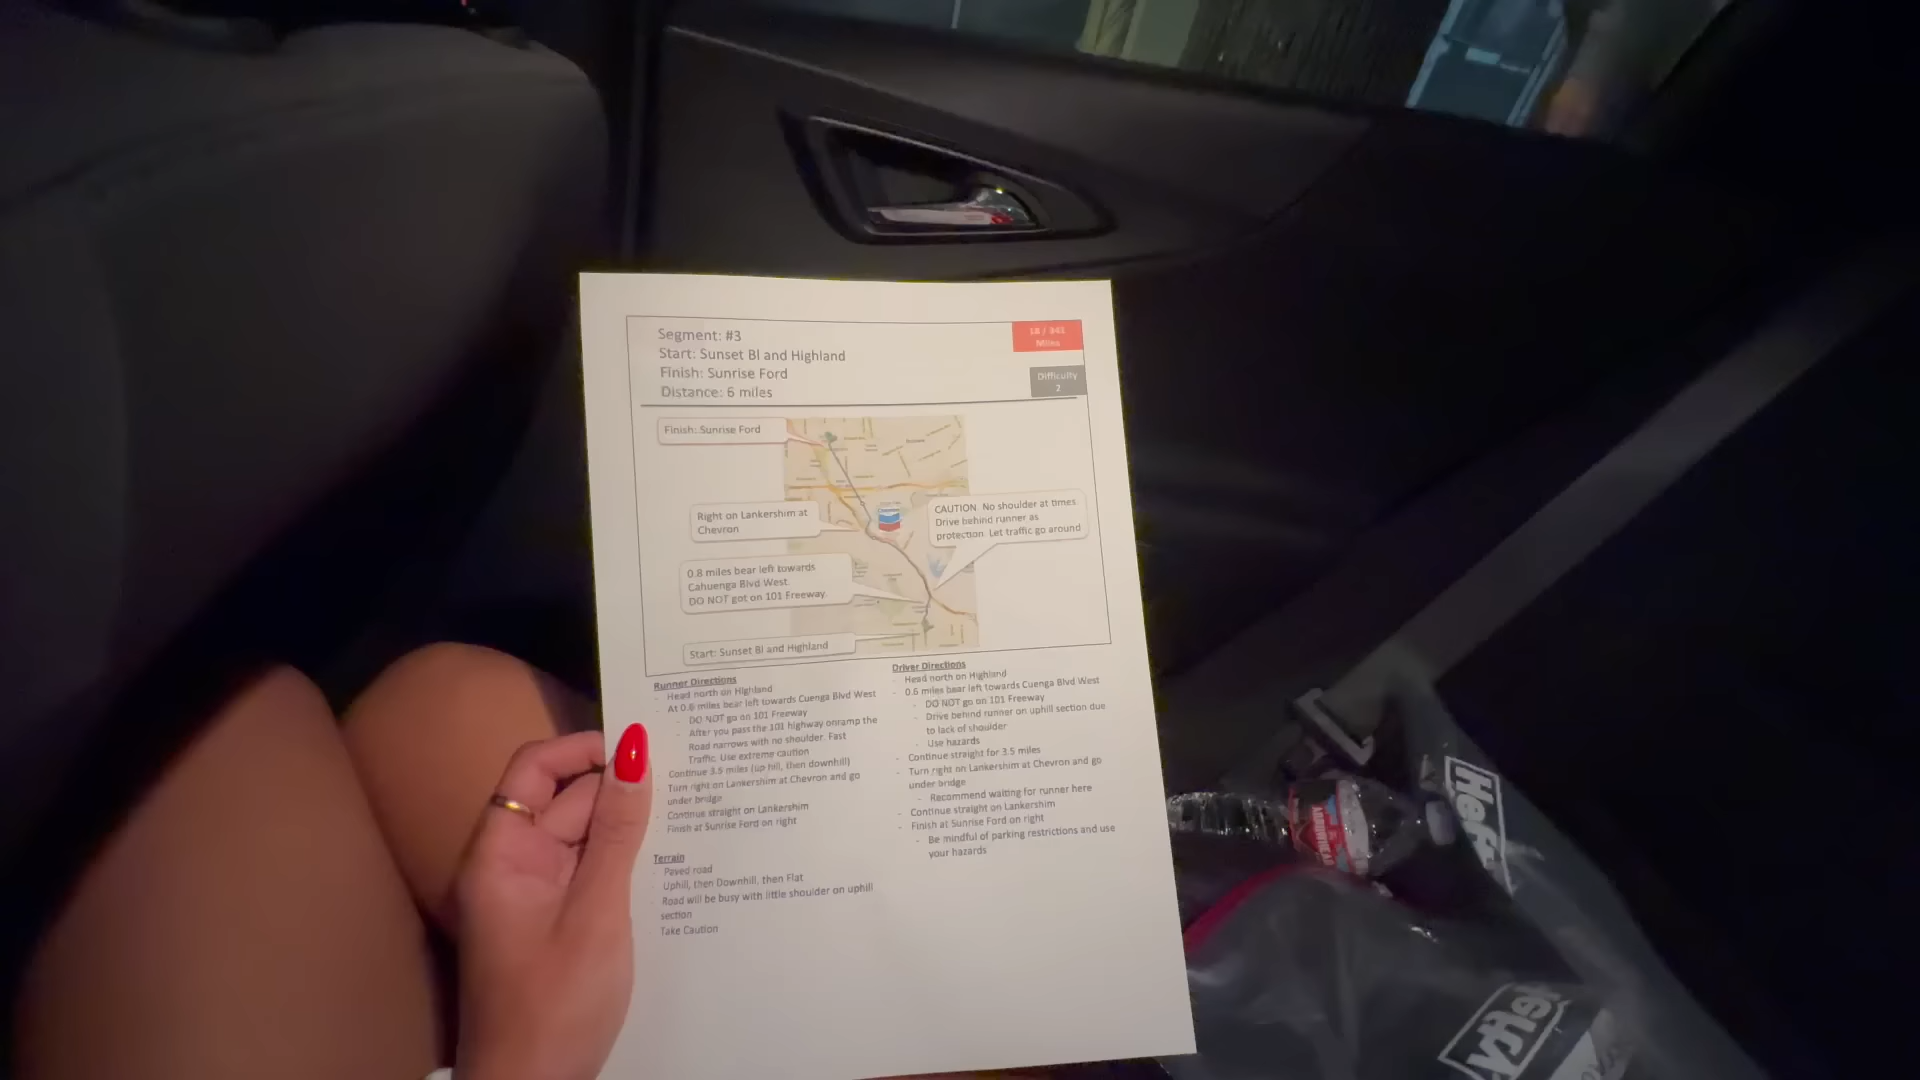 Segment: #3
Start: Sunset Bl and Highland
Finish: Sunrise Ford
Distance: 6 miles
18 / 341
Miles
Difficulty
2
Finish: Sunrise Ford
Right on Lankershim at
Chevron
CAUTION No shoulder at times
Drive behind runner as
protection Let traffic go around
0.8 miles bear left towards
Cahuenga Blvd West.
DO NOT got on 101 Freeway.
Start: Sunset Bl and Highland
Runner Directions
- Head north on Highland
- At 0.6 miles bear left towards Cuenga Blvd West
- DO NOT go on 101 Freeway
- After you pass the 101 highway onramp the
Road narrows with no shoulder. Fast
Traffic. Use extreme caution
- Continue 3.5 miles (up hill, then downhill)
- Turn right on Lankershim at Chevron and go
under bridge
- Continue straight on Lankershim
- Finish at Sunrise Ford on right
Terrain
- Paved road
- Uphill, then Downhill, then Flat
- Road will be busy with little shoulder on uphill
section
- Take Caution
Driver Directions
- Head north on Highland
- 0.6 miles bear left towards Cuenga Blvd West
- DO NOT go on 101 Freeway
- Drive behind runner on uphill section due
to lack of shoulder
- Use hazards
- Continue straight for 3.5 miles
- Turn right on Lankershim at Chevron and go
under bridge
- Recommend waiting for runner here
- Continue straight on Lankershim
- Finish at Sunrise Ford on right
- Be mindful of parking restrictions and use
your hazards
ARROWHEAD
Hefty
Hefty